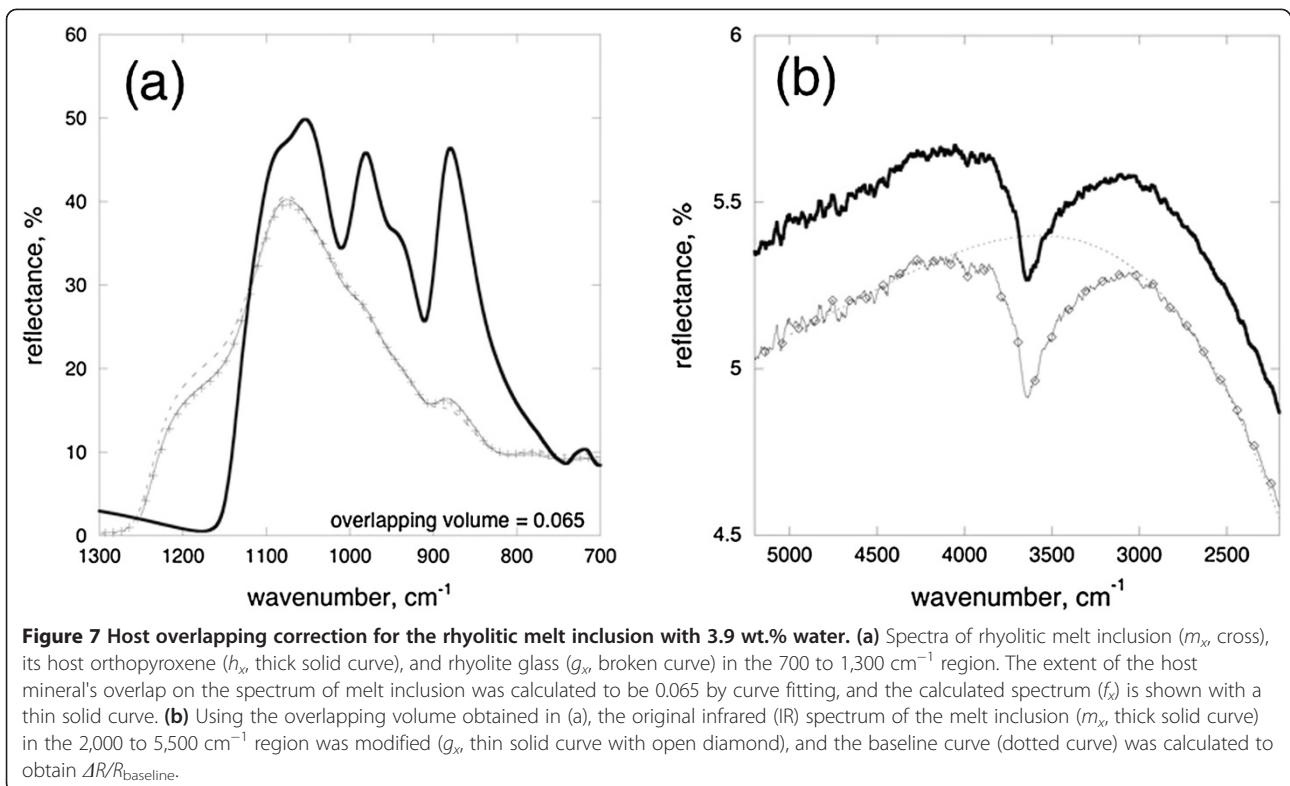 60
50
40
30
20
10
0
reflectance, %
(a)
overlapping volume = 0.065
1300 1200 1100 1000 900 800 700
wavenumber, cm-1
6
5.5
5
4.5
reflectance, %
(b)
5000 4500 4000 3500 3000 2500
wavenumber, cm-1
Figure 7 Host overlapping correction for the rhyolitic melt inclusion with 3.9 wt.% water. (a) Spectra of rhyolitic melt inclusion (mx, cross),
its host orthopyroxene (hx, thick solid curve), and rhyolite glass (gx, broken curve) in the 700 to 1,300 cm−1 region. The extent of the host
mineral's overlap on the spectrum of melt inclusion was calculated to be 0.065 by curve fitting, and the calculated spectrum (fx) is shown with a
thin solid curve. (b) Using the overlapping volume obtained in (a), the original infrared (IR) spectrum of the melt inclusion (mx, thick solid curve)
in the 2,000 to 5,500 cm−1 region was modified (gx, thin solid curve with open diamond), and the baseline curve (dotted curve) was calculated to
obtain ΔR/Rbaseline.